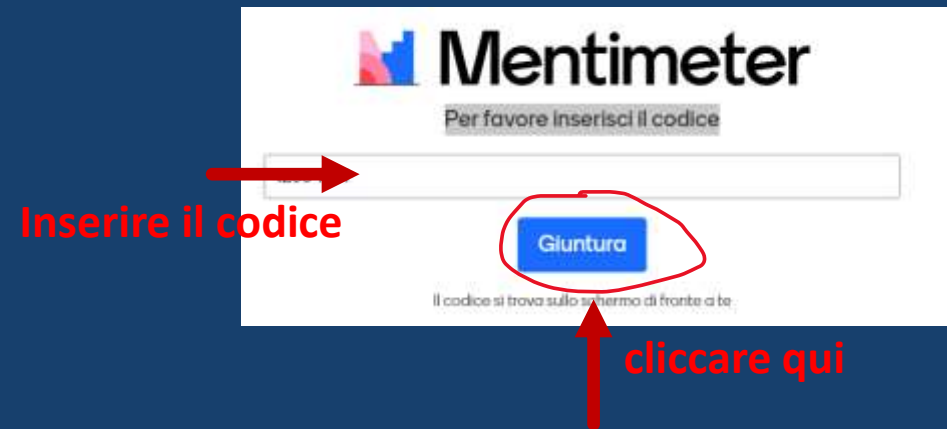 Mentimeter
Per favore inserisci il codice
Inserire il codice
Giuntura
Il codice si trova sullo schermo di fronte a te
cliccare qui